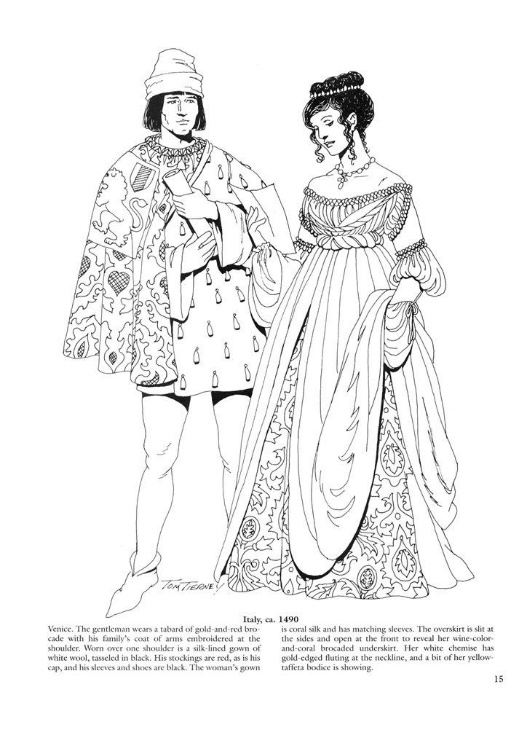 TOM TIERNEY
Italy, ca. 1490
Venice. The gentleman wears a tabard of gold-and-red bro-
cade with his family's coat of arms embroidered at the
shoulder. Worn over one shoulder is a silk-lined gown of
white wool, tasseled in black. His stockings are red, as is his
cap, and his sleeves and shoes are black. The woman's gown
is coral silk and has matching sleeves. The overskirt is slit at
the sides and open at the front to reveal her wine-color-
and-coral brocaded underskirt. Her white chemise has
gold-edged fluting at the neckline, and a bit of her yellow-
taffeta bodice is showing.
15